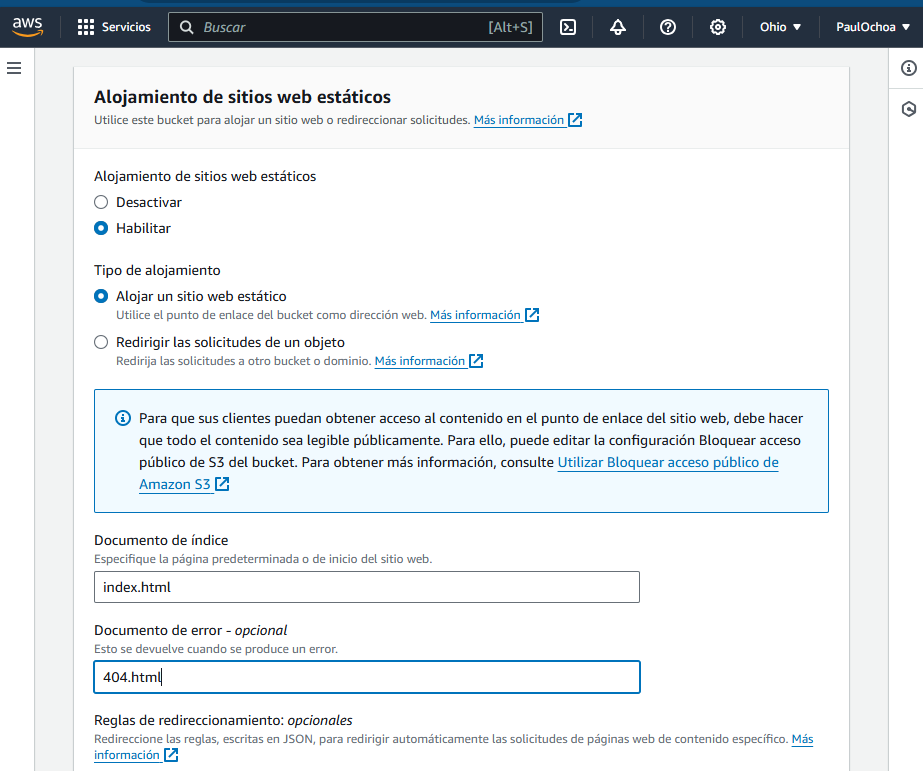 aws
Servicios
Buscar
[Alt+S]
Ohio
PaulOchoa
Alojamiento de sitios web estáticos
Utilice este bucket para alojar un sitio web o redireccionar solicitudes. Más información
Alojamiento de sitios web estáticos
Desactivar
Habilitar
Tipo de alojamiento
Alojar un sitio web estático
Utilice el punto de enlace del bucket como dirección web. Más información
Redirigir las solicitudes de un objeto
Redirija las solicitudes a otro bucket o dominio. Más información
Para que sus clientes puedan obtener acceso al contenido en el punto de enlace del sitio web, debe hacer
que todo el contenido sea legible públicamente. Para ello, puede editar la configuración Bloquear acceso
público de S3 del bucket. Para obtener más información, consulte Utilizar Bloquear acceso público de
Amazon S3
Documento de índice
Especifique la página predeterminada o de inicio del sitio web.
index.html
Documento de error - opcional
Esto se devuelve cuando se produce un error.
404.html
Reglas de redireccionamiento: opcionales
Redireccione las reglas, escritas en JSON, para redirigir automáticamente las solicitudes de páginas web de contenido específico. Más
información